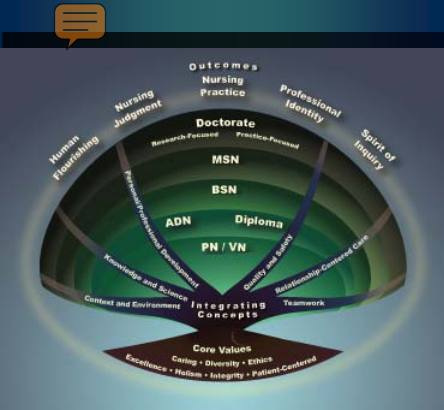 Outcomes
Human
Flourishing
Nursing
Judgment
Nursing
Practice
Professional
Identity
Spirit of
Inquiry
Doctorate
Research-Focused Practice-Focused
MSN
BSN
ADN Diploma
PN / VN
Context and Environment
Knowledge and Science
Personal/Professional Development
Quality and Safety
Relationship-Centered Care
Teamwork
Integrating
Concepts
Core Values
Caring • Diversity • Ethics
Excellence • Holism • Integrity • Patient-Centered